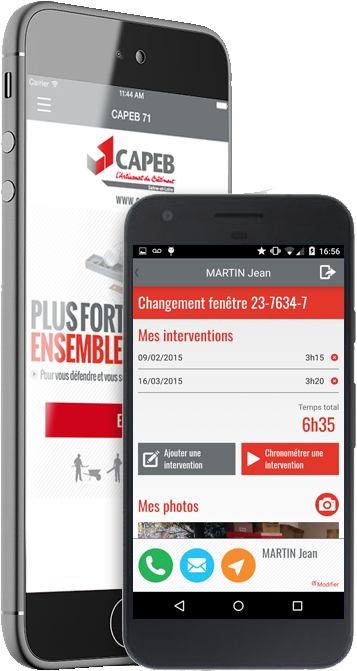 Carrier
11:44 AM
CAPEB 71
CAPEB
L'Artisanat du Bâtiment
Saône-et-Loire
www.
PLUS FORT
ENSEMBLE
Pour vous défendre et vous s
E
16:56
MARTIN Jean
Changement fenêtre 23-7634-7
Mes interventions
09/02/2015 3h15
16/03/2015 3h20
Temps total
6h35
Ajouter une
intervention
Chronométrer une
intervention
Mes photos
MARTIN Jean
Modifier